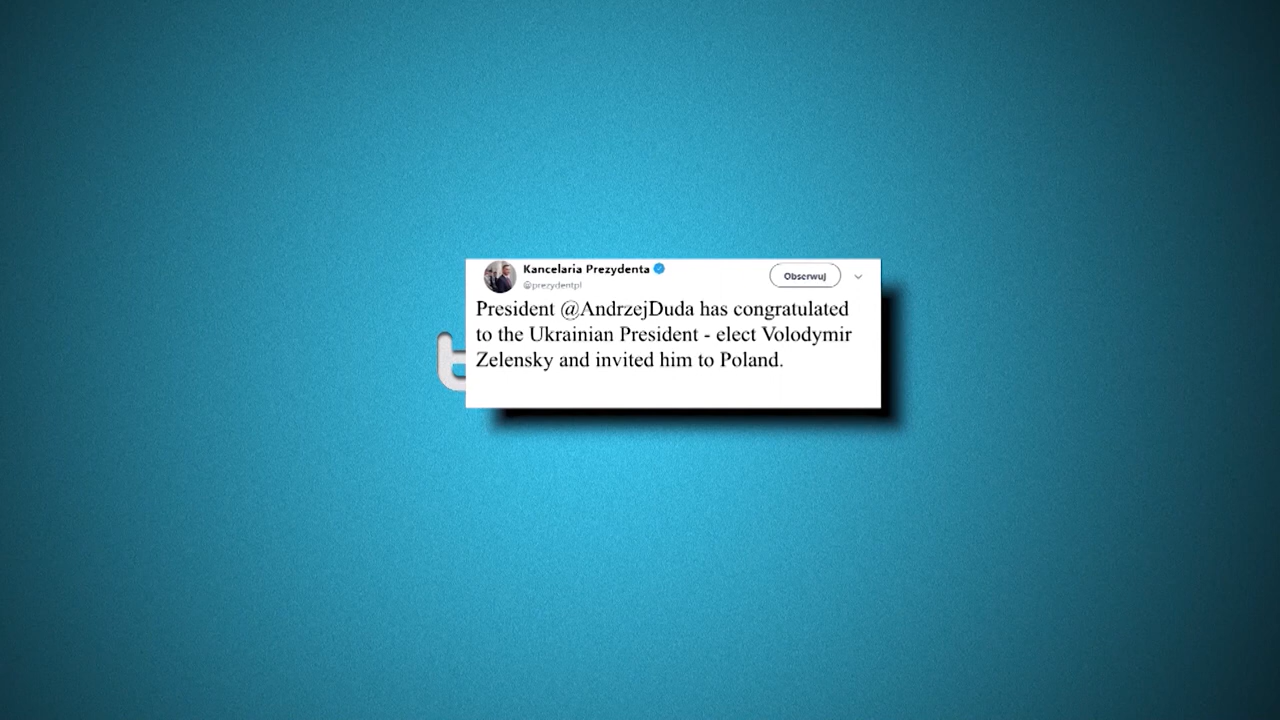 Kancelaria Prezydenta
@prezydentpl
Obserwuj
President @AndrzejDuda has congratulated
to the Ukrainian President - elect Volodymir
Zelensky and invited him to Poland.